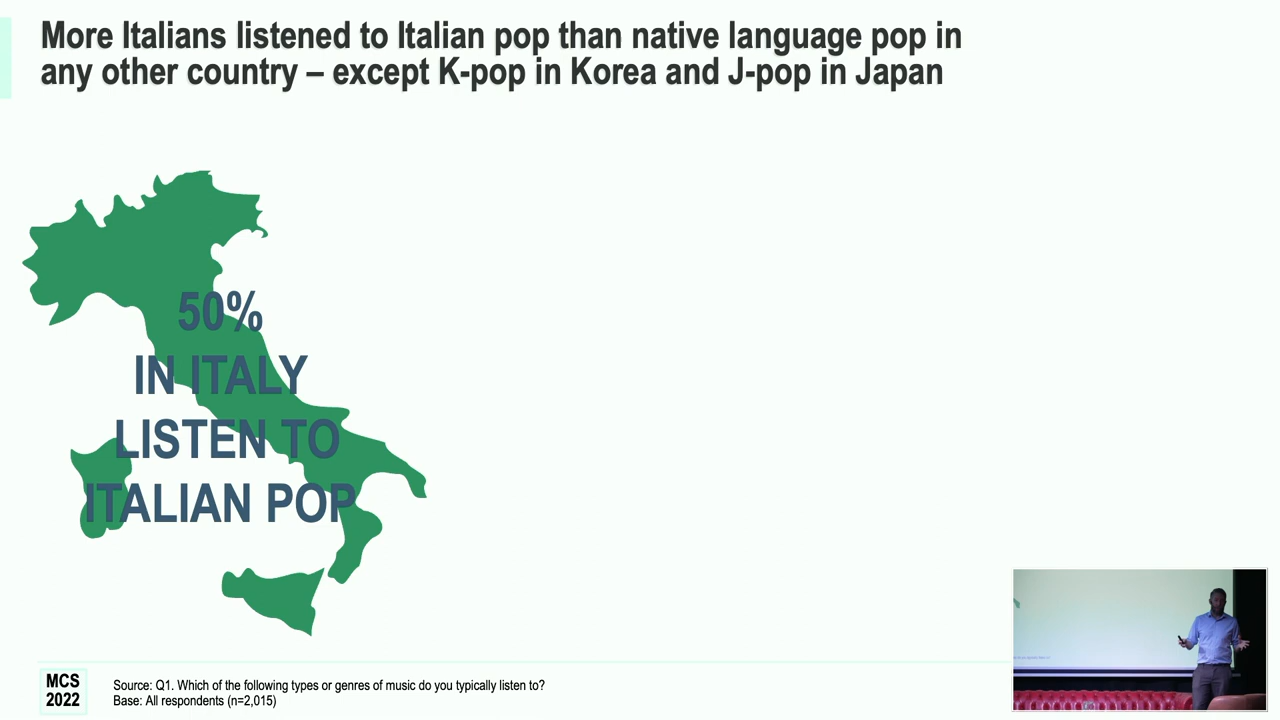 More Italians listened to Italian pop than native language pop in
any other country – except K-pop in Korea and J-pop in Japan
50%
IN ITALY
LISTEN TO
ITALIAN POP
MCS
2022
Source: Q1. Which of the following types or genres of music do you typically listen to?
Base: All respondents (n=2,015)